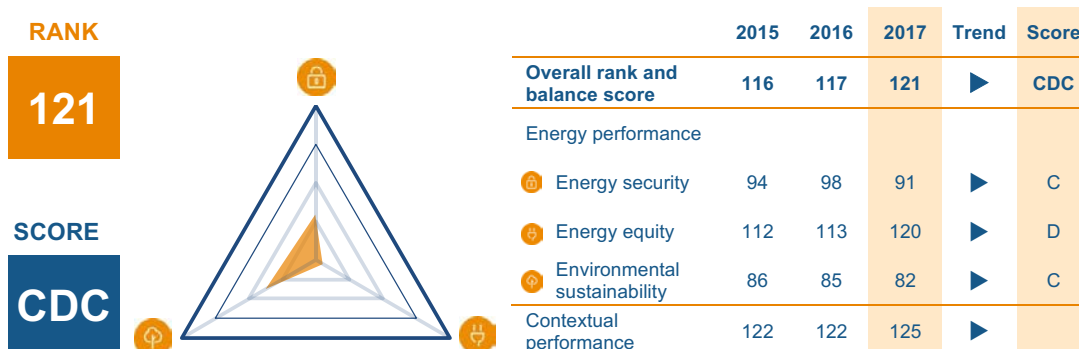 RANK
121
SCORE
CDC
2015 2016 2017 Trend Score
Overall rank and
balance score 116 117 121 CDC
Energy performance
Energy security 94 98 91 C
Energy equity 112 113 120 D
Environmental
sustainability 86 85 82 C
Contextual
performance 122 122 125